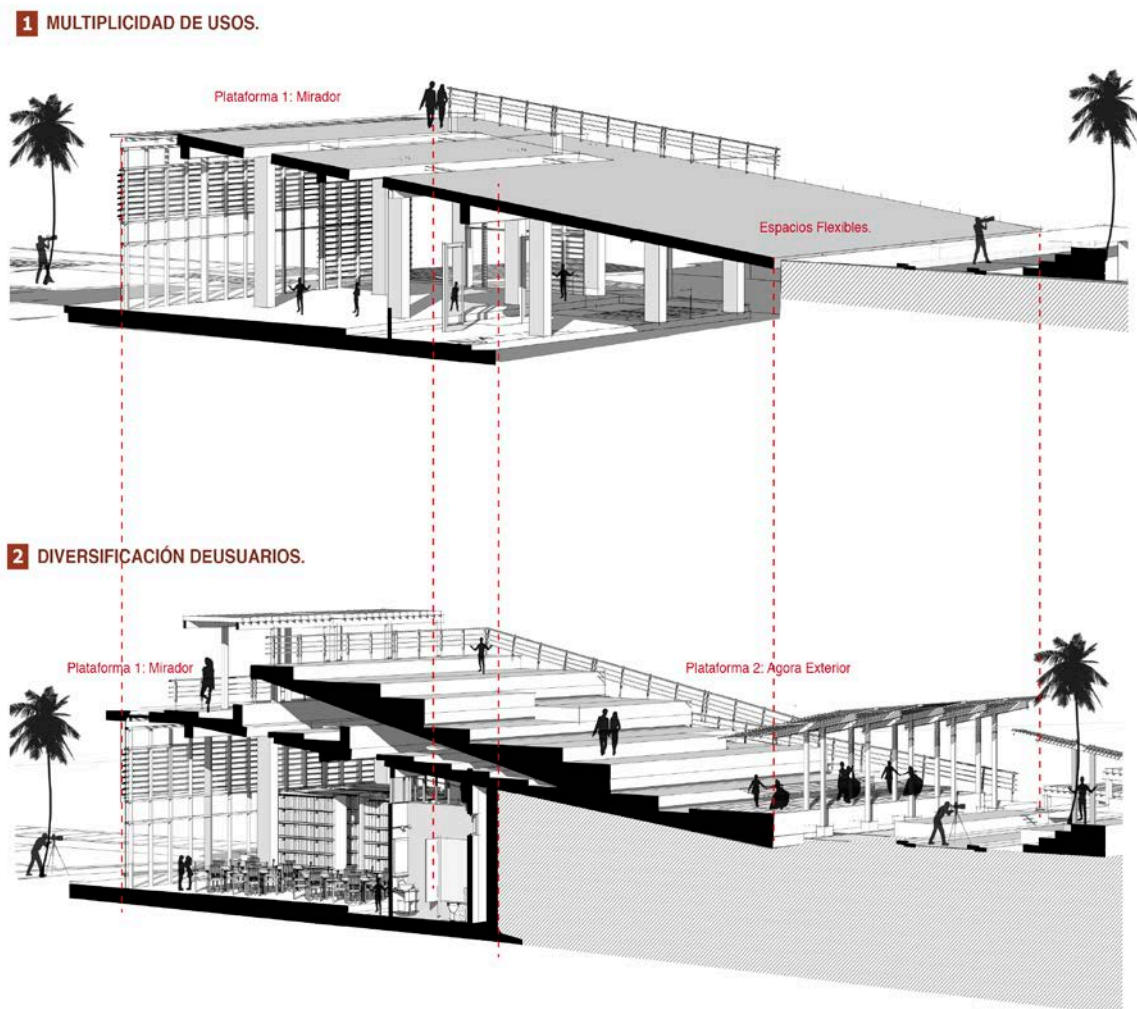 1 MULTIPLICIDAD DE USOS.
Plataforma 1: Mirador
Espacios Flexibles.
2 DIVERSIFICACIÓN DEUSUARIOS.
Plataforma 1: Mirador
Plataforma 2: Agora Exterior